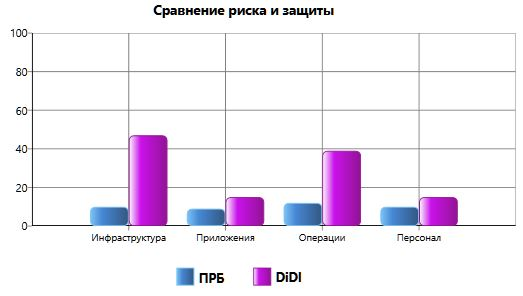 Сравнение риска и защиты
100
80
60
40
20
0
Инфраструктура Приложения Операции Персонал
ПРБ DiDI